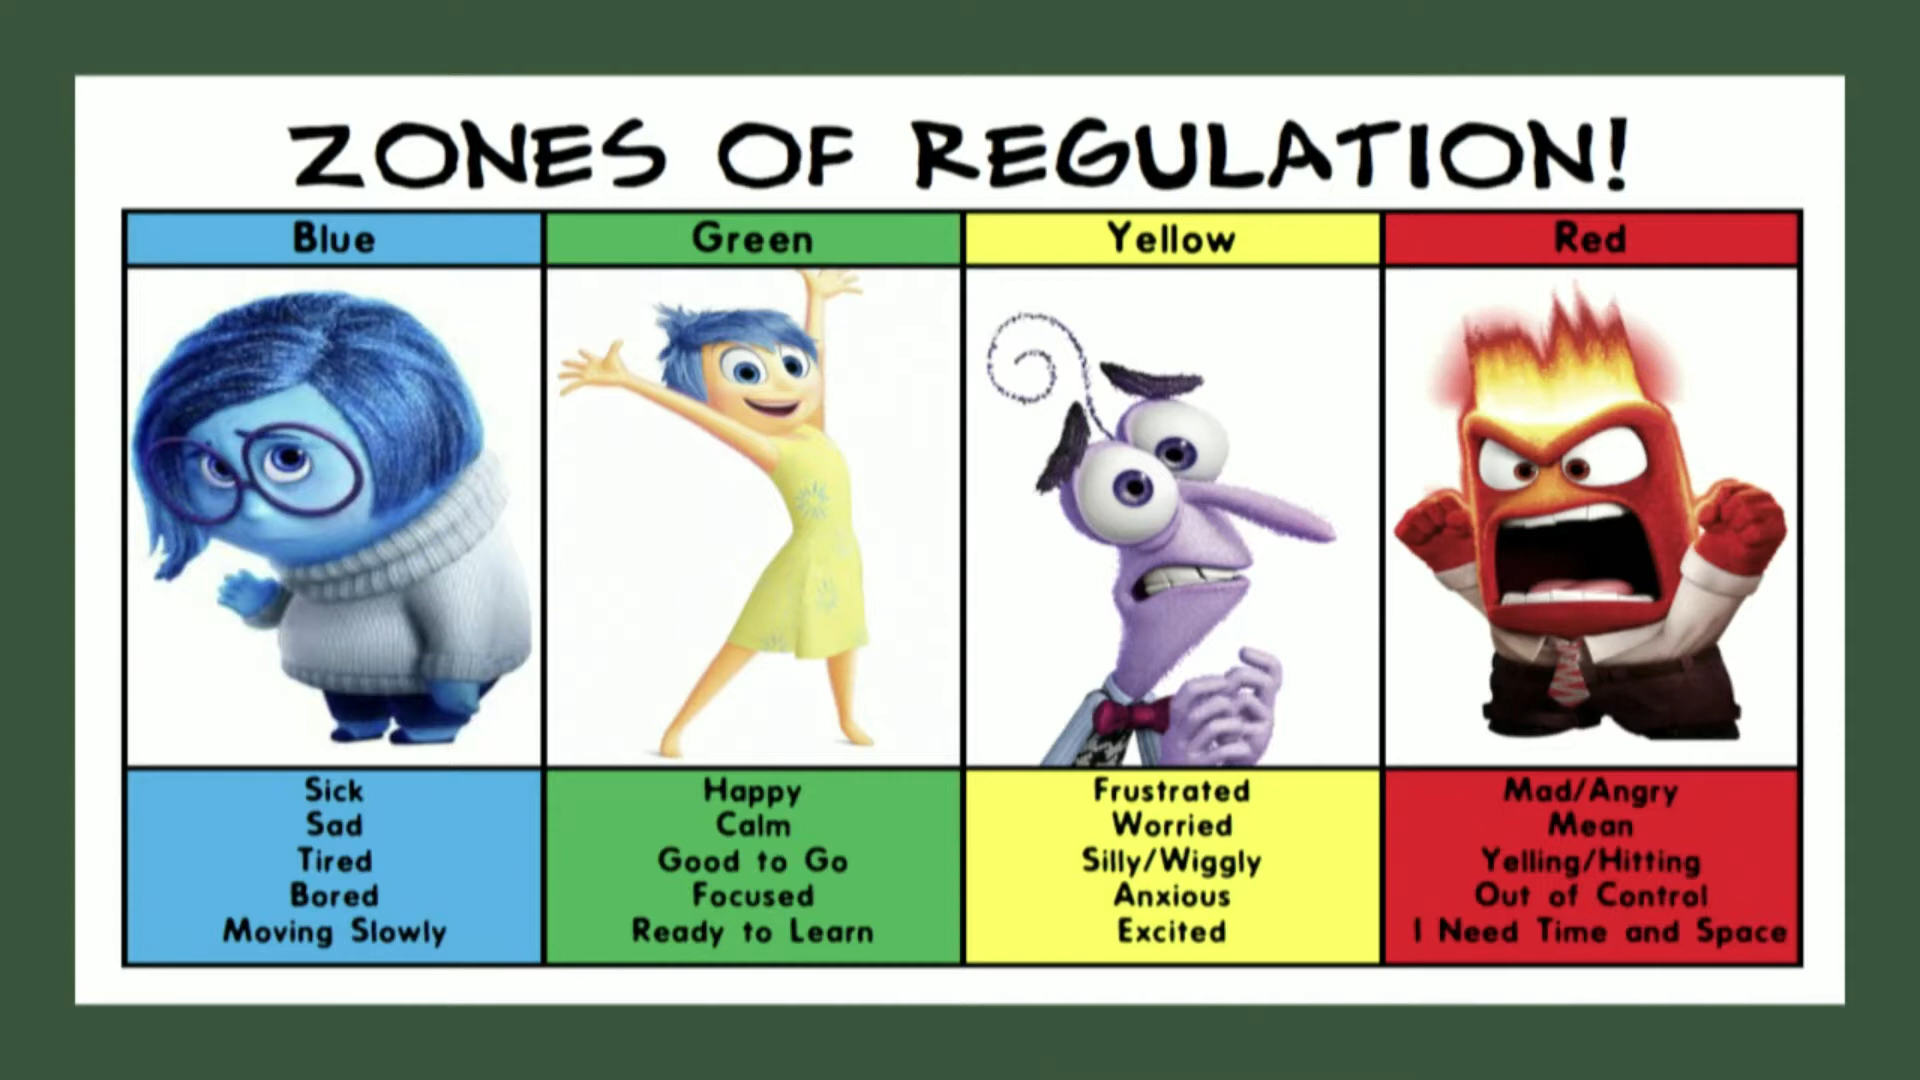 ZONES OF REGULATION!
Blue
Green
Yellow
Red
Sick
Sad
Tired
Bored
Moving Slowly
Happy
Calm
Good to Go
Focused
Ready to Learn
Frustrated
Worried
Silly/Wiggly
Anxious
Excited
Mad/Angry
Mean
Yelling/Hitting
Out of Control
I Need Time and Space